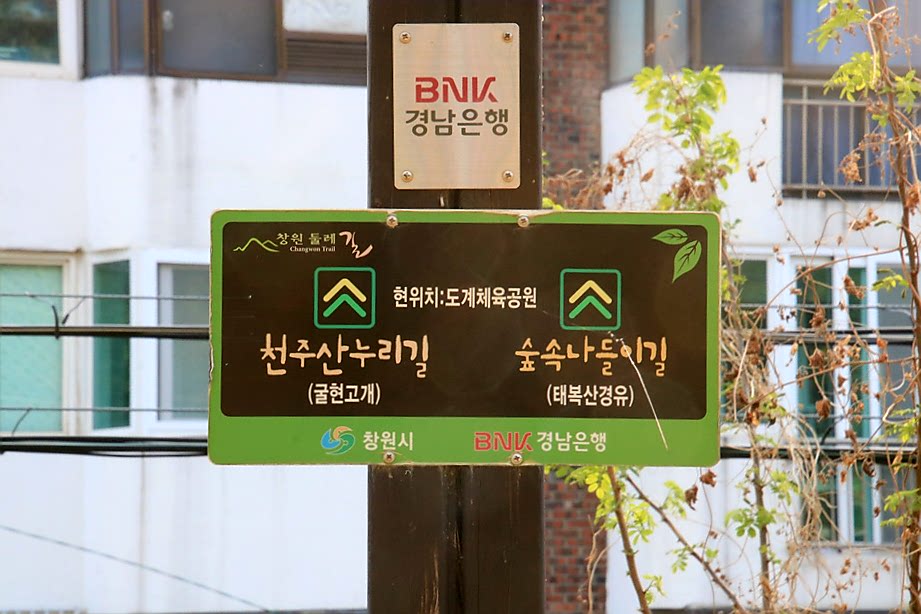 BNK
경남은행
창원 둘레길
Changwon Trail
현위치:도계체육공원
천주산누리길
(굴현고개)
숲속나들이길
(태복산경유)
창원시
BNK 경남은행